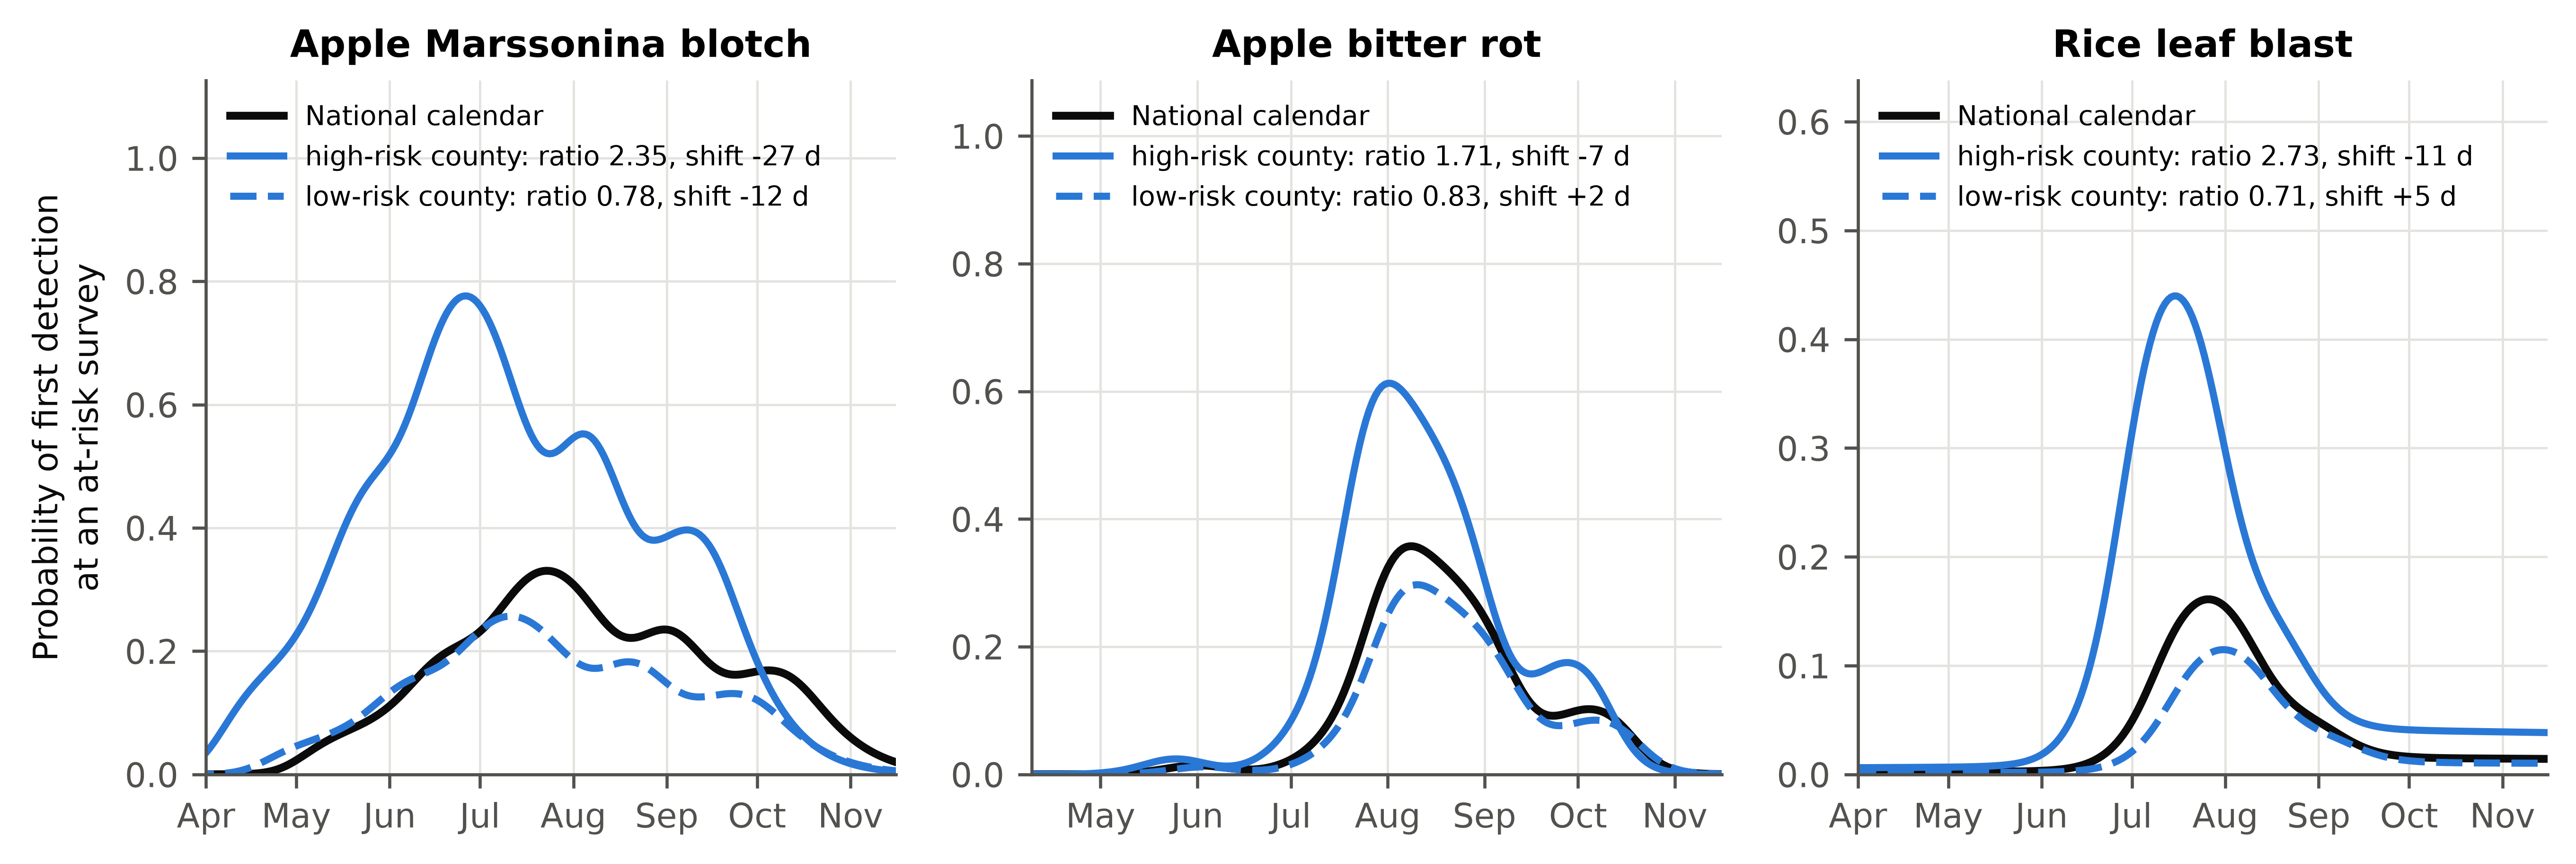 Apple Marssonina blotch
Probability of first detection
at an at-risk survey
National calendar
high-risk county: ratio 2.35, shift -27 d
low-risk county: ratio 0.78, shift -12 d
1.0
0.8
0.6
0.4
0.2
0.0
Apr May Jun Jul Aug Sep Oct Nov
Apple bitter rot
National calendar
high-risk county: ratio 1.71, shift -7 d
low-risk county: ratio 0.83, shift +2 d
1.0
0.8
0.6
0.4
0.2
0.0
May Jun Jul Aug Sep Oct Nov
Rice leaf blast
National calendar
high-risk county: ratio 2.73, shift -11 d
low-risk county: ratio 0.71, shift +5 d
0.6
0.5
0.4
0.3
0.2
0.1
0.0
Apr May Jun Jul Aug Sep Oct Nov